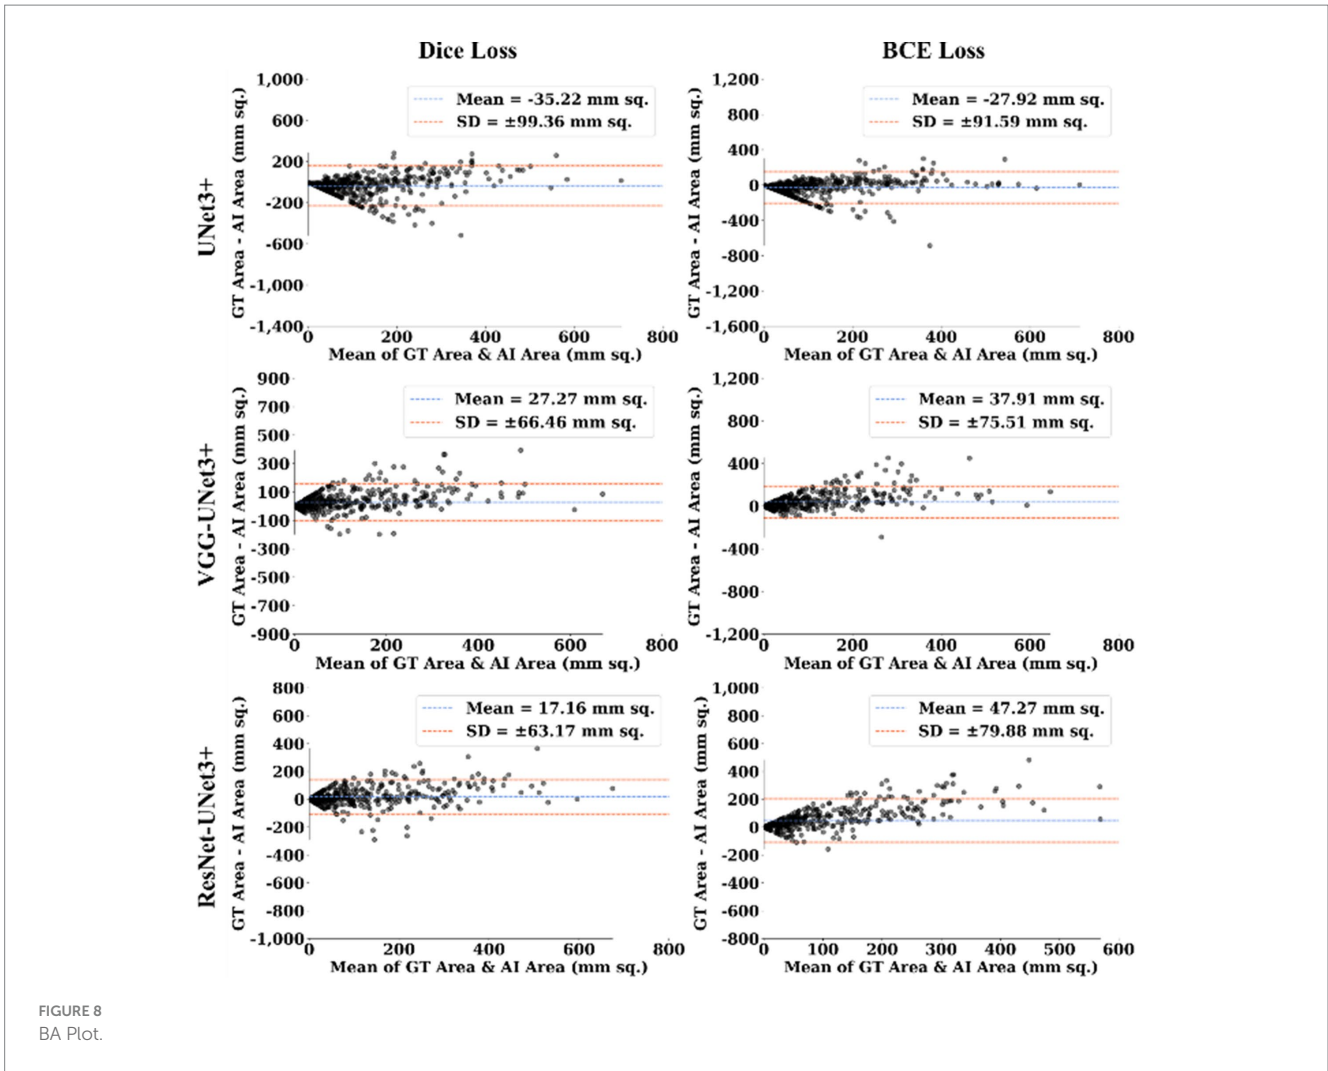 Dice Loss
BCE Loss
UNet3+
GT Area - AI Area (mm sq.)
1,000
600
200
-200
-600
-1,000
-1,400
Mean = -35.22 mm sq.
SD = ±99.36 mm sq.
0 200 400 600 800
Mean of GT Area & AI Area (mm sq.)
GT Area - AI Area (mm sq.)
1,200
800
400
0
-400
-800
-1,200
-1,600
Mean = -27.92 mm sq.
SD = ±91.59 mm sq.
0 200 400 600 800
Mean of GT Area & AI Area (mm sq.)
VGG-UNet3+
GT Area - AI Area (mm sq.)
900
700
500
300
100
-100
-300
-500
-700
-900
Mean = 27.27 mm sq.
SD = ±66.46 mm sq.
0 200 400 600 800
Mean of GT Area & AI Area (mm sq.)
GT Area - AI Area (mm sq.)
1,200
800
400
0
-400
-800
-1,200
Mean = 37.91 mm sq.
SD = ±75.51 mm sq.
0 200 400 600 800
Mean of GT Area & AI Area (mm sq.)
ResNet-UNet3+
GT Area - AI Area (mm sq.)
800
600
400
200
0
-200
-400
-600
-800
-1,000
Mean = 17.16 mm sq.
SD = ±63.17 mm sq.
0 200 400 600 800
Mean of GT Area & AI Area (mm sq.)
GT Area - AI Area (mm sq.)
1,000
800
600
400
200
0
-200
-400
-600
-800
Mean = 47.27 mm sq.
SD = ±79.88 mm sq.
0 100 200 300 400 500 600
Mean of GT Area & AI Area (mm sq.)
FIGURE 8
BA Plot.